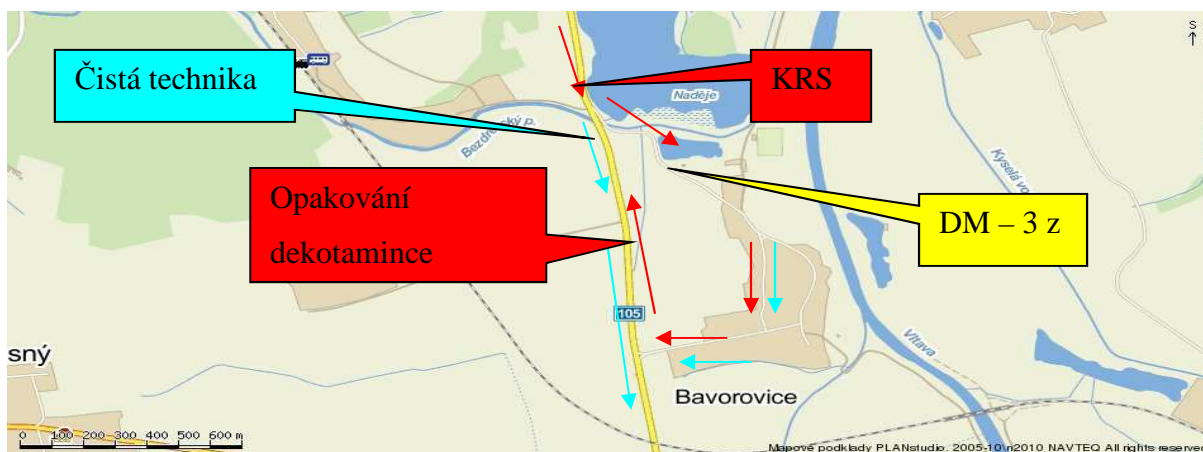 S
Čistá technika
KRS
Naděje
Bezdrevský p.
Kyselá vo
Opakování
dekotamince
DM – 3 z
105
Vltava
sný
Bavorovice
0 100 200 300 400 500 600 m
Mapové podklady PLANstudio, 2005-10 n2010 NAVTEQ All rights reserved